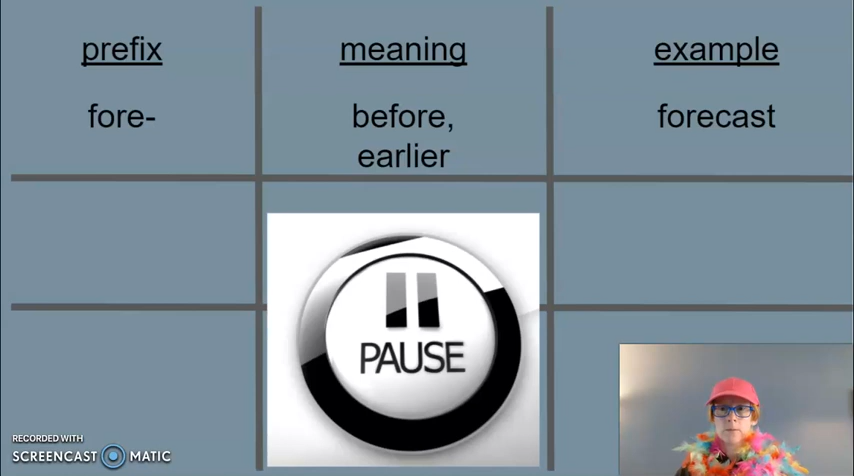 prefix
meaning
example
fore-
before,
earlier
forecast
PAUSE
RECORDED WITH
SCREENCAST MATIC